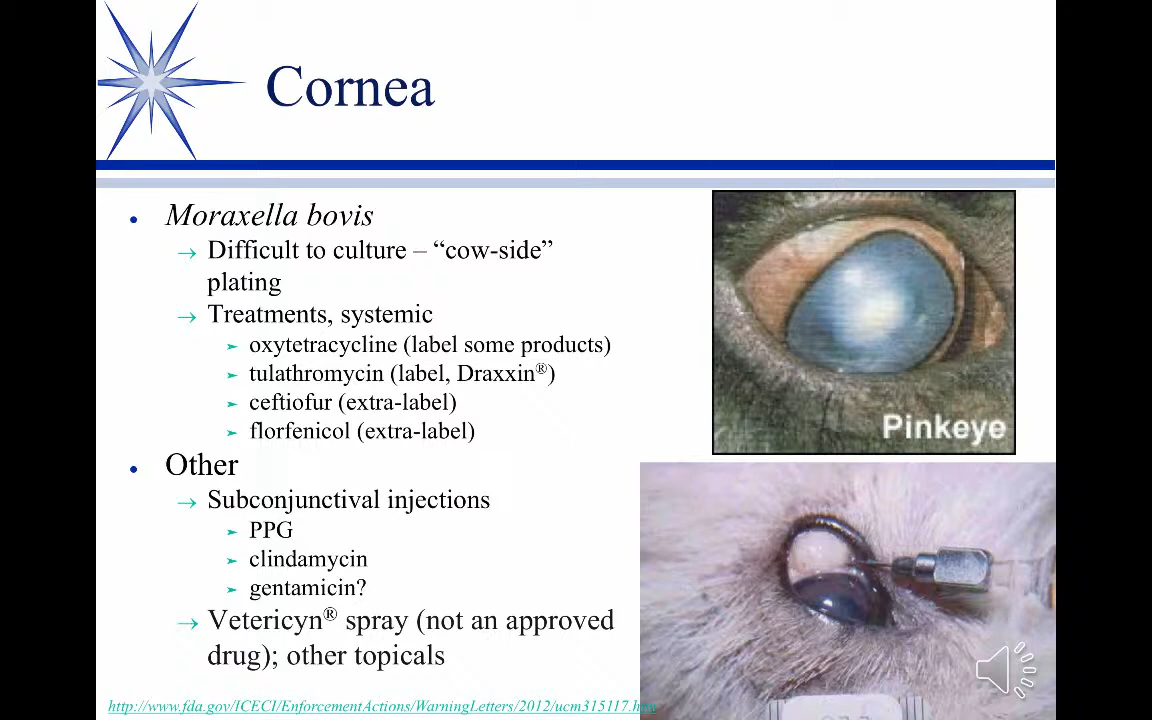 Cornea
• Moraxella bovis
→ Difficult to culture – “cow-side”
plating
→ Treatments, systemic
➢ oxytetracycline (label some products)
➢ tulathromycin (label, Draxxin®)
➢ ceftiofur (extra-label)
➢ florfenicol (extra-label)
• Other
→ Subconjunctival injections
➢ PPG
➢ clindamycin
➢ gentamicin?
→ Vetericyn® spray (not an approved
drug); other topicals
http://www.fda.gov/ICECI/EnforcementActions/WarningLetters/2012/ucm315117.htm
Pinkeye